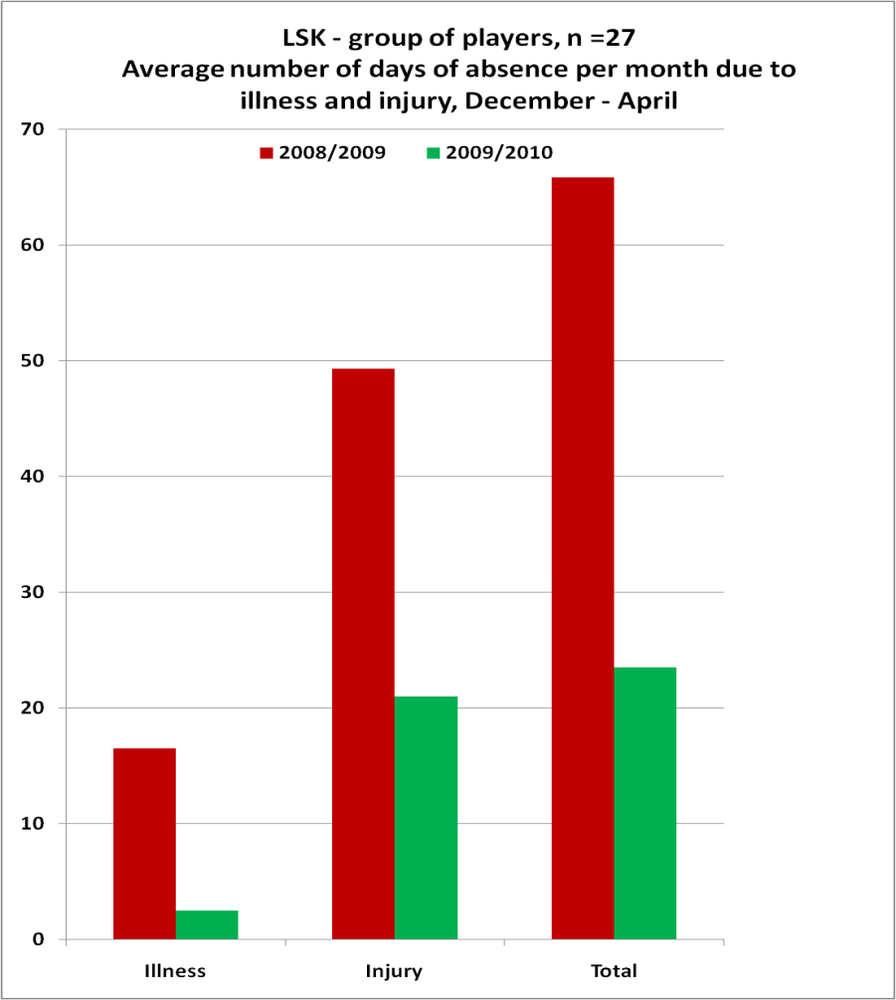 LSK - group of players, n =27
Average number of days of absence per month due to
illness and injury, December - April
70
2008/2009 2009/2010
60
50
40
30
20
10
0
Illness Injury Total